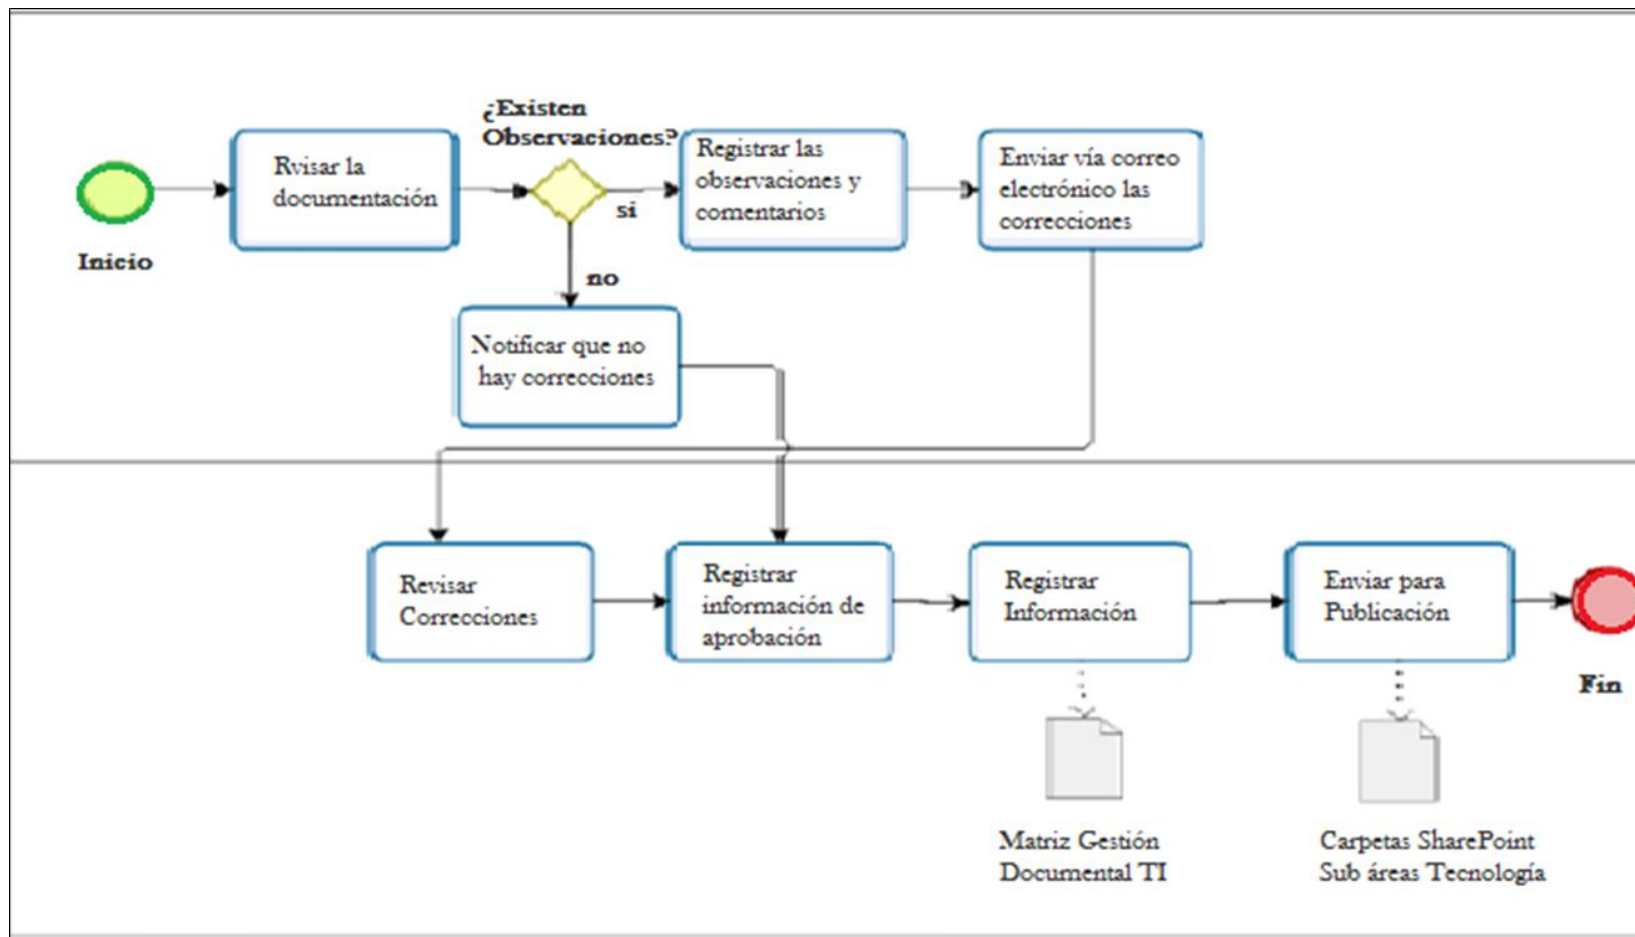 ¿Existen
Observaciones?
Rvisar la
documentación
Registrar las
observaciones y
comentarios
Enviar vía correo
electrónico las
correcciones
si
Inicio
no
Notificar que no
hay correcciones
Revisar
Correcciones
Registrar
información de
aprobación
Registrar
Información
Enviar para
Publicación
Fin
Matriz Gestión
Documental TI
Carpetas SharePoint
Sub áreas Tecnología